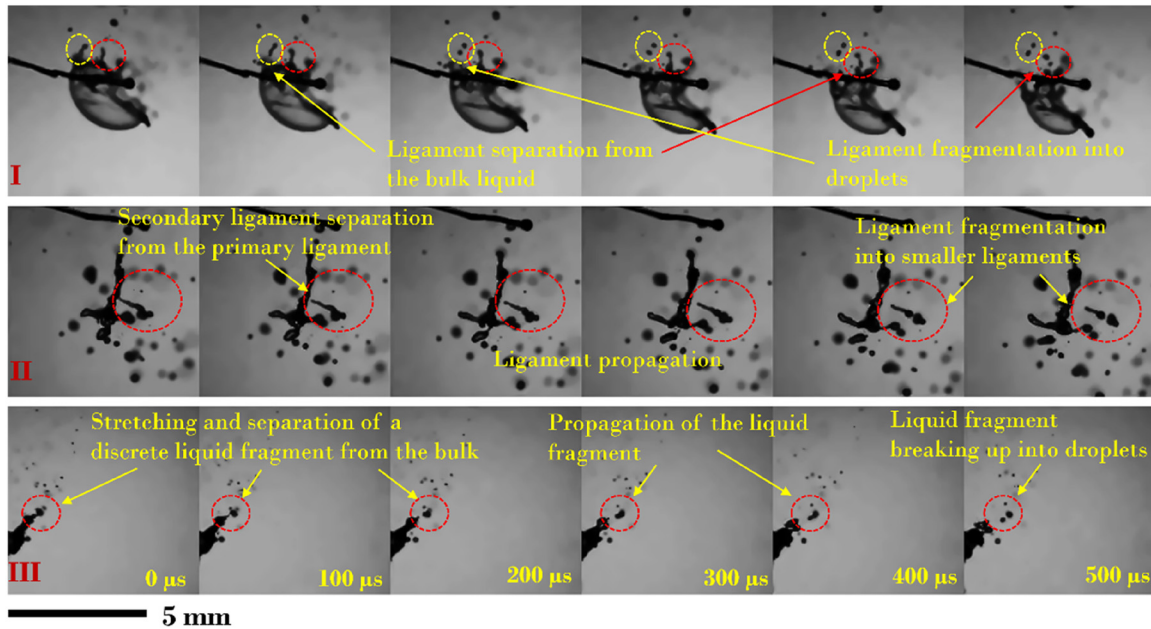 Ligament separation from
the bulk liquid
Ligament fragmentation into
droplets
I
Secondary ligament separation
from the primary ligament
Ligament fragmentation
into smaller ligaments
Ligament propagation
II
Stretching and separation of a
discrete liquid fragment from the bulk
Propagation of the liquid
fragment
Liquid fragment
breaking up into droplets
III
0 µs
100 µs
200 µs
300 µs
400 µs
500 µs
5 mm